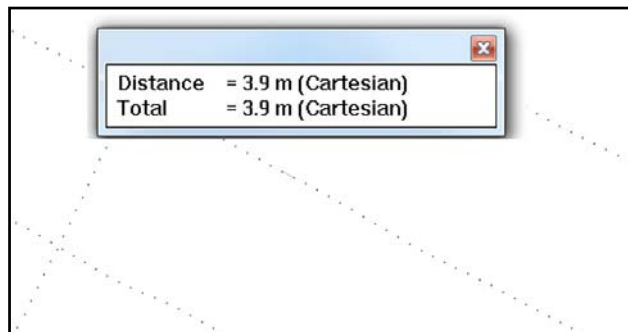 Distance = 3.9 m (Cartesian)
Total = 3.9 m (Cartesian)